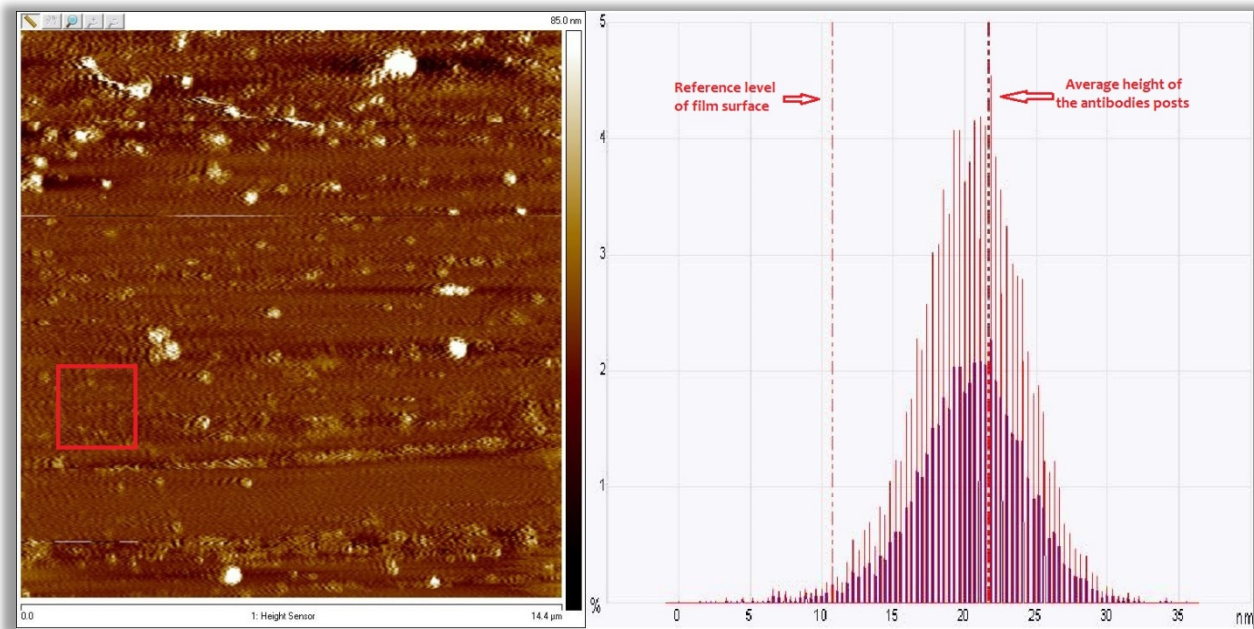 85.0 nm
0.0
1: Height Sensor
14.4 µm
5
4
3
2
1
%
0
5
10
15
20
25
30
35
nm
Reference level
of film surface
Average height of
the antibodies posts